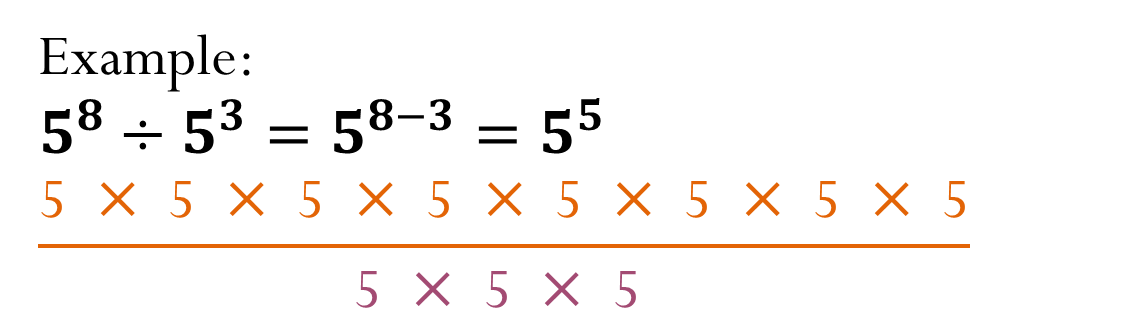 Example:
5⁸ ÷ 5³ = 5⁸⁻³ = 5⁵
5 × 5 × 5 × 5 × 5 × 5 × 5 × 5
5 × 5 × 5